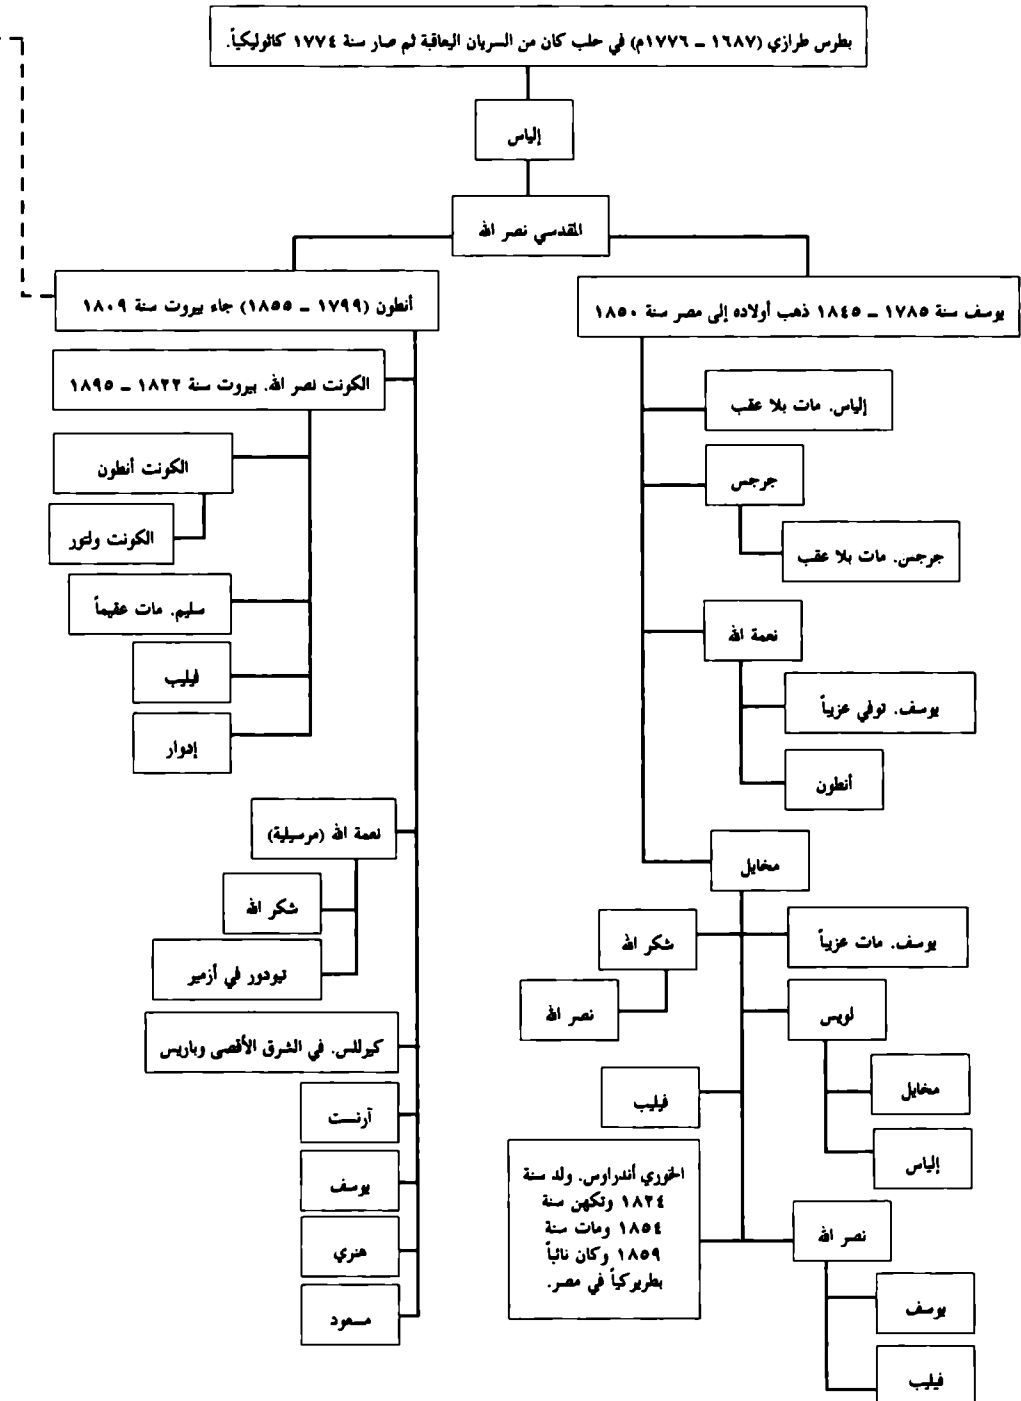 بطرس طرازي (١٦٨٧ – ١٧٧٦م) في حلب كان من السريان اليعاقبة ثم صار سنة ١٧٧٤ كاثوليكياً.
إلياس
المقدسي نصر الله
يوسف سنة ١٧٨٥ – ١٨٤٥ ذهب أولاده إلى مصر سنة ١٨٥٠
إلياس. مات بلا عقب
جرجس
جرجس. مات بلا عقب
نعمة الله
يوسف. توفي عزيباً
أنطون
مخايل
يوسف. مات عزيباً
شكر الله
نصر الله
لويس
مخايل
إلياس
فيليب
الخوري أندراوس. ولد سنة
١٨٢٤ وتكهن سنة
١٨٥٤ ومات سنة
١٨٥٩ وكان نائباً
بطريركياً في مصر.
نصر الله
يوسف
فيليب
أنطون (١٧٩٩ – ١٨٥٥) جاء بيروت سنة ١٨٠٩
الكونت نصر الله. بيروت سنة ١٨٢٢ – ١٨٩٥
الكونت أنطون
الكونت ولتور
سليم. مات عقيماً
فيليب
إدوار
نعمة الله (مرسيلية)
شكر الله
تيودور في أزمير
كيرللس. في الشرق الأقصى وباريس
آرنست
يوسف
هنري
مسعود